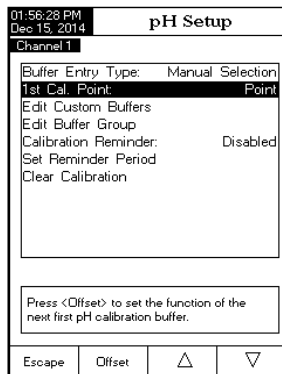 01:56:28 PM
Dec 15, 2014
pH Setup
Channel 1
Buffer Entry Type: Manual Selection
1st Cal. Point: Point
Edit Custom Buffers
Edit Buffer Group
Calibration Reminder: Disabled
Set Reminder Period
Clear Calibration
Press <Offset> to set the function of the
next first pH calibration buffer.
Escape Offset △ ▽